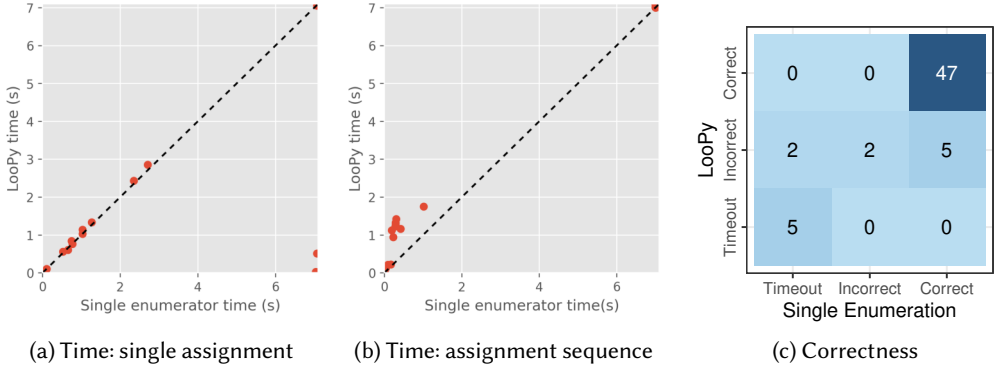 7
6
5
4
3
2
1
0
0 2 4 6
LooPy time (s)
Single enumerator time (s)
(a) Time: single assignment
7
6
5
4
3
2
1
0
0 2 4 6
LooPy time (s)
Single enumerator time(s)
(b) Time: assignment sequence
LooPy
Correct
Incorrect
Timeout
0 0 47
2 2 5
5 0 0
Timeout Incorrect Correct
Single Enumeration
(c) Correctness